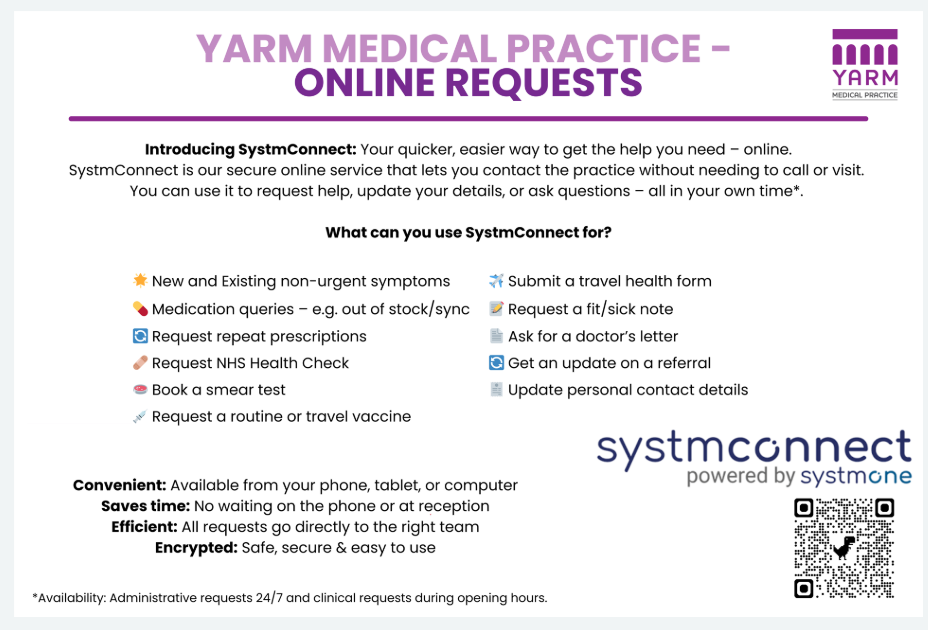 YARM MEDICAL PRACTICE -
ONLINE REQUESTS
YARM
MEDICAL PRACTICE
Introducing SystmConnect: Your quicker, easier way to get the help you need – online.
SystmConnect is our secure online service that lets you contact the practice without needing to call or visit.
You can use it to request help, update your details, or ask questions – all in your own time*.
What can you use SystmConnect for?
New and Existing non-urgent symptoms
Medication queries – e.g. out of stock/sync
Request repeat prescriptions
Request NHS Health Check
Book a smear test
Request a routine or travel vaccine
Submit a travel health form
Request a fit/sick note
Ask for a doctor's letter
Get an update on a referral
Update personal contact details
systmconnect
powered by systmone
Convenient: Available from your phone, tablet, or computer
Saves time: No waiting on the phone or at reception
Efficient: All requests go directly to the right team
Encrypted: Safe, secure & easy to use
*Availability: Administrative requests 24/7 and clinical requests during opening hours.